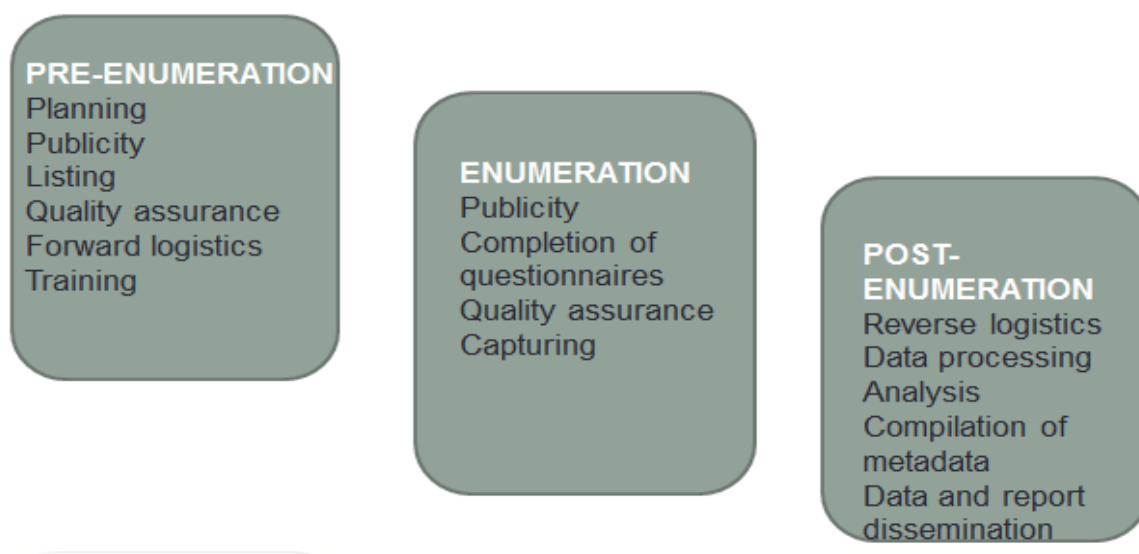 PRE-ENUMERATION
Planning
Publicity
Listing
Quality assurance
Forward logistics
Training
ENUMERATION
Publicity
Completion of
questionnaires
Quality assurance
Capturing
POST-
ENUMERATION
Reverse logistics
Data processing
Analysis
Compilation of
metadata
Data and report
dissemination